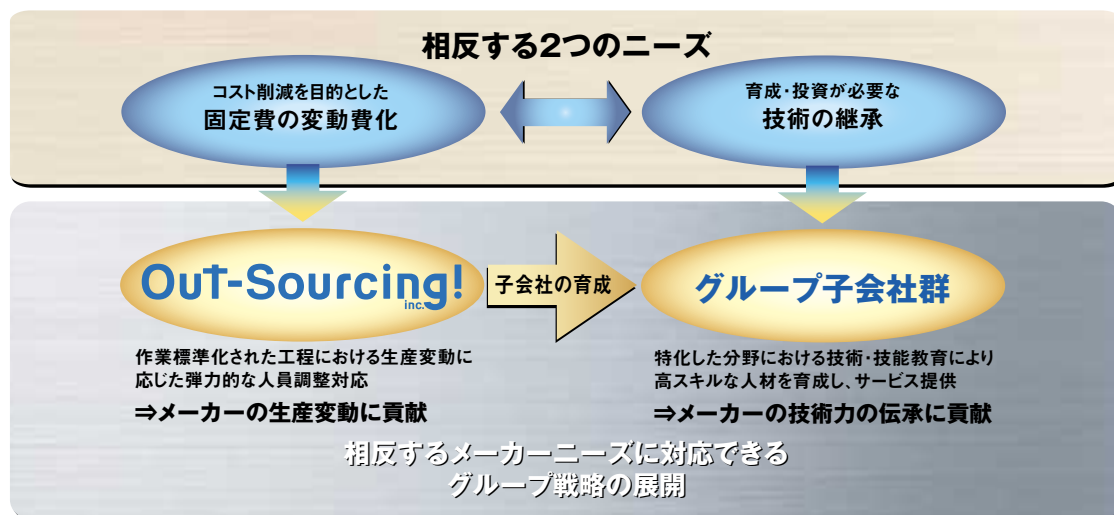 相反する2つのニーズ
コスト削減を目的とした
固定費の変動費化
育成・投資が必要な
技術の継承
Out-Sourcing!
inc.
子会社の育成
グループ子会社群
作業標準化された工程における生産変動に
応じた弾力的な人員調整対応
⇒メーカーの生産変動に貢献
特化した分野における技術・技能教育により
高スキルな人材を育成し、サービス提供
⇒メーカーの技術力の伝承に貢献
相反するメーカーニーズに対応できる
グループ戦略の展開